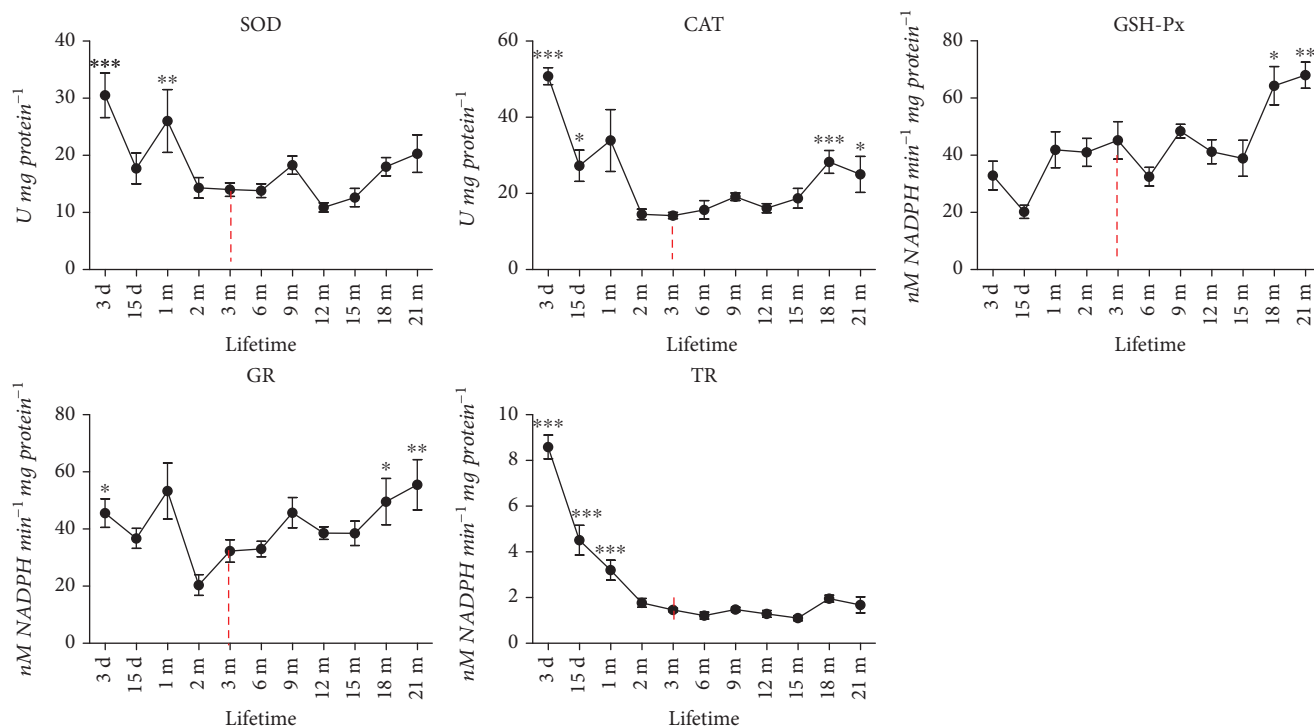 SOD
U mg protein⁻¹
40
30
20
10
0
***
**
3 d
15 d
1 m
2 m
3 m
6 m
9 m
12 m
15 m
18 m
21 m
Lifetime
CAT
U mg protein⁻¹
60
40
20
0
***
*
***
*
3 d
15 d
1 m
2 m
3 m
6 m
9 m
12 m
15 m
18 m
21 m
Lifetime
GSH-Px
nM NADPH min⁻¹ mg protein⁻¹
80
60
40
20
0
*
**
3 d
15 d
1 m
2 m
3 m
6 m
9 m
12 m
15 m
18 m
21 m
Lifetime
GR
nM NADPH min⁻¹ mg protein⁻¹
80
60
40
20
0
*
*
**
3 d
15 d
1 m
2 m
3 m
6 m
9 m
12 m
15 m
18 m
21 m
Lifetime
TR
nM NADPH min⁻¹ mg protein⁻¹
10
8
6
4
2
0
***
***
***
3 d
15 d
1 m
2 m
3 m
6 m
9 m
12 m
15 m
18 m
21 m
Lifetime